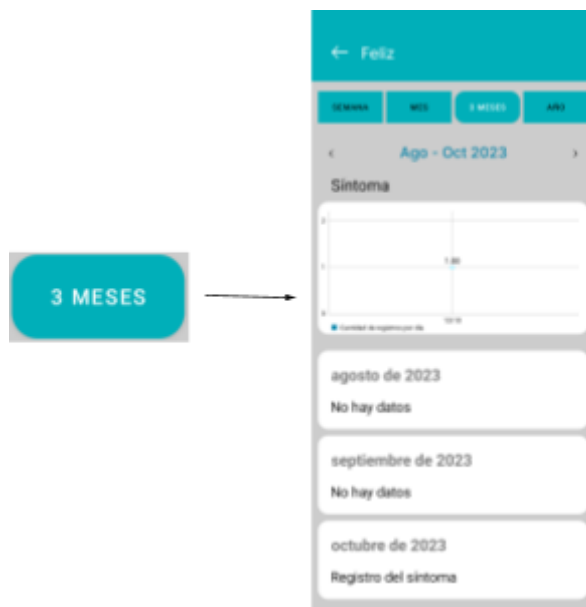 3 MESES
← Feliz
SEMANA MES 3 MESES AÑO
‹ Ago - Oct 2023 ›
Síntoma
2
1.00
1
0
Cantidad de registros por día
agosto de 2023
No hay datos
septiembre de 2023
No hay datos
octubre de 2023
Registro del síntoma